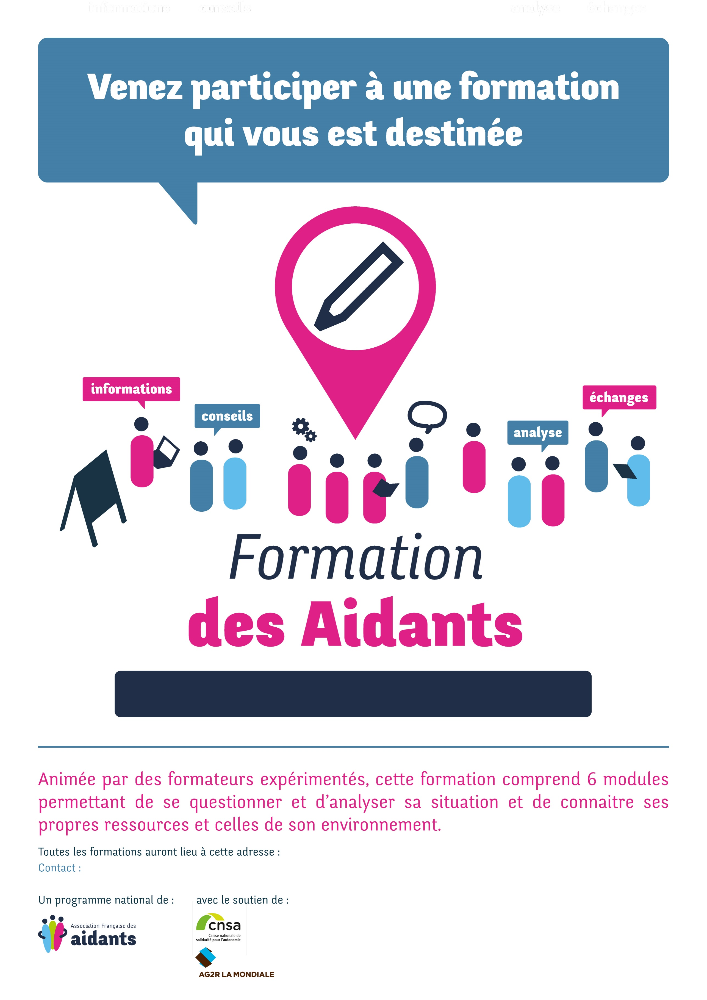 informations conseils analyse échanges
Venez participer à une formation
qui vous est destinée
informations
échanges
conseils
analyse
Formation
des Aidants
Animée par des formateurs expérimentés, cette formation comprend 6 modules
permettant de se questionner et d’analyser sa situation et de connaitre ses
propres ressources et celles de son environnement.
Toutes les formations auront lieu à cette adresse :
Contact :
Un programme national de : avec le soutien de :
Association Française des
aidants
cnsa
Caisse nationale de
solidarité pour l'autonomie
AG2R LA MONDIALE